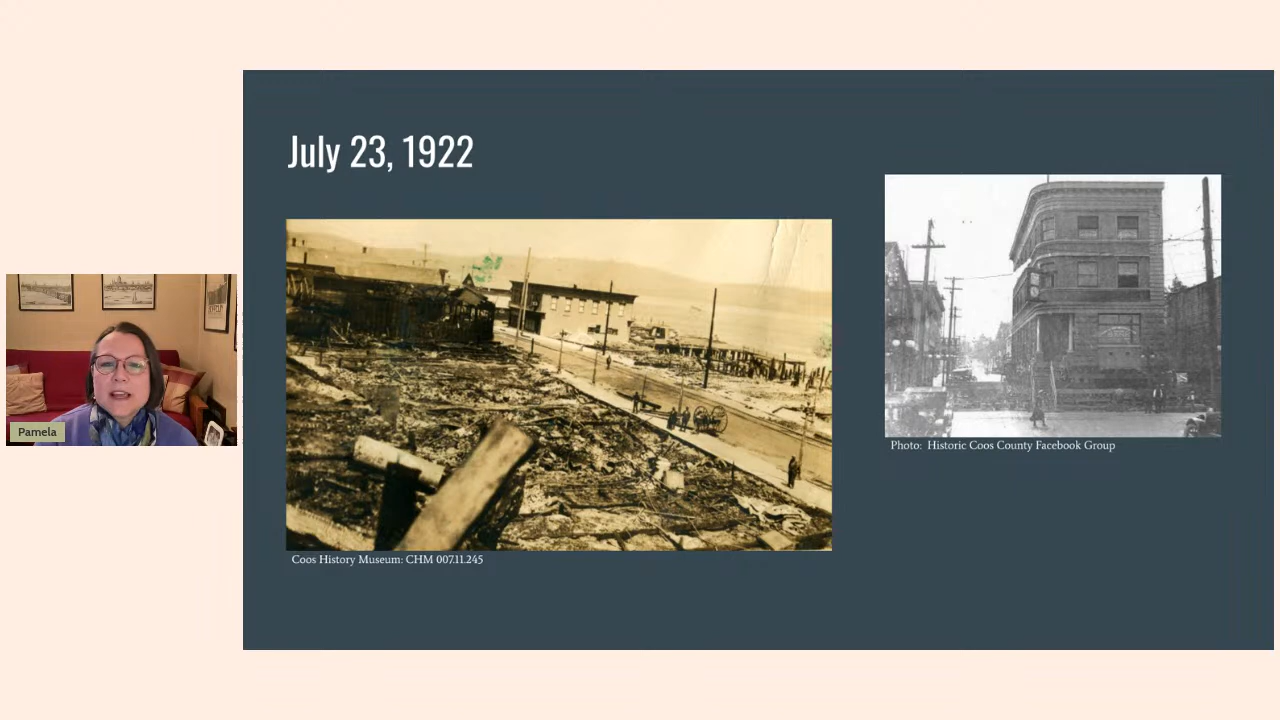 July 23, 1922
Pamela
Photo: Historic Coos County Facebook Group
Coos History Museum: CHM 007.11.245